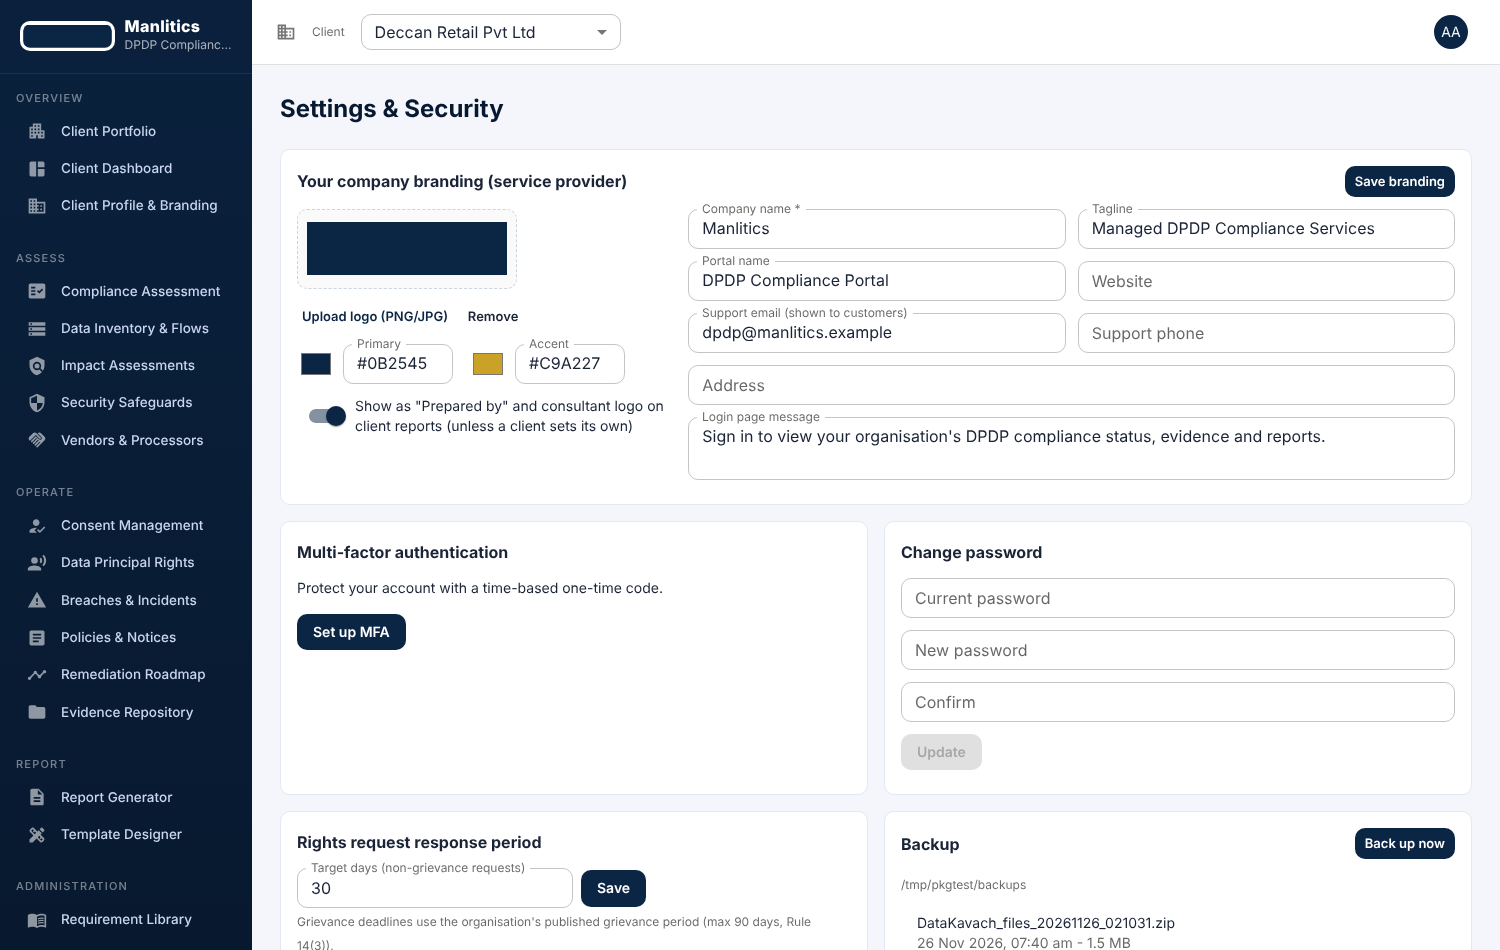 Manlitics
DPDP Complianc...
Client
Deccan Retail Pvt Ltd
AA
OVERVIEW
Client Portfolio
Client Dashboard
Client Profile & Branding
ASSESS
Compliance Assessment
Data Inventory & Flows
Impact Assessments
Security Safeguards
Vendors & Processors
OPERATE
Consent Management
Data Principal Rights
Breaches & Incidents
Policies & Notices
Remediation Roadmap
Evidence Repository
REPORT
Report Generator
Template Designer
ADMINISTRATION
Requirement Library
Settings & Security
Your company branding (service provider)
Save branding
Upload logo (PNG/JPG)
Remove
Primary
#0B2545
Accent
#C9A227
Show as "Prepared by" and consultant logo on
client reports (unless a client sets its own)
Company name *
Manlitics
Tagline
Managed DPDP Compliance Services
Portal name
DPDP Compliance Portal
Website
Support email (shown to customers)
dpdp@manlitics.example
Support phone
Address
Login page message
Sign in to view your organisation's DPDP compliance status, evidence and reports.
Multi-factor authentication
Protect your account with a time-based one-time code.
Set up MFA
Change password
Current password
New password
Confirm
Update
Rights request response period
Target days (non-grievance requests)
30
Save
Grievance deadlines use the organisation's published grievance period (max 90 days, Rule
14(3)).
Backup
Back up now
/tmp/pkgtest/backups
DataKavach_files_20261126_021031.zip
26 Nov 2026, 07:40 am - 1.5 MB